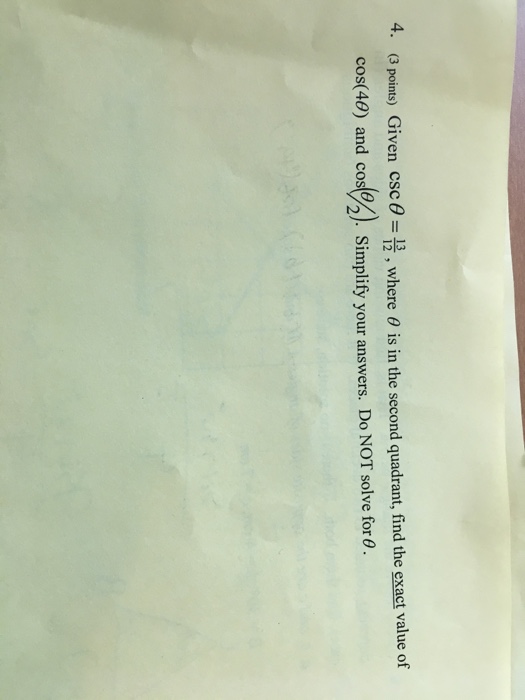 4. (3 points) Given csc θ = 13/12, where θ is in the second quadrant, find the exact value of
cos(4θ) and cos(θ/2). Simplify your answers. Do NOT solve for θ.